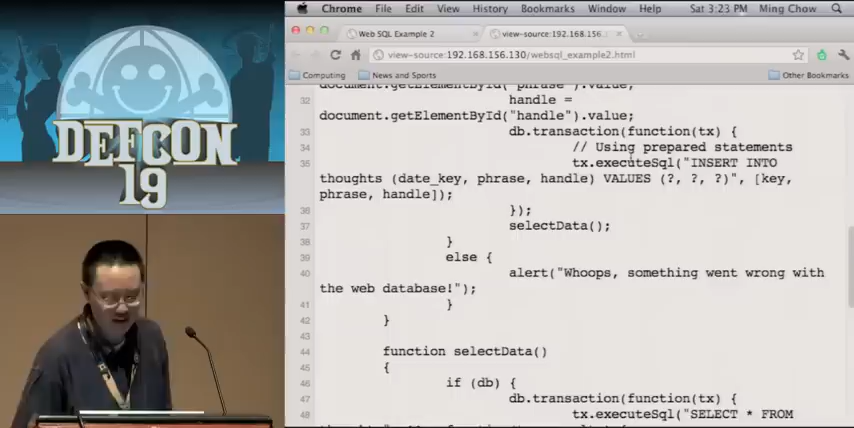 DEFCON
19
Chrome File Edit View History Bookmarks Window Help Sat 3:23 PM Ming Chow
Web SQL Example 2
view-source:192.168.156
view-source:192.168.156.130/websql_example2.html
Computing News and Sports Other Bookmarks
document.getElementById("phrase").value;
32 handle =
document.getElementById("handle").value;
33 db.transaction(function(tx) {
34 // Using prepared statements
35 tx.executeSql("INSERT INTO
thoughts (date_key, phrase, handle) VALUES (?, ?, ?)", [key,
phrase, handle]);
36 });
37 selectData();
38 }
39 else {
40 alert("Whoops, something went wrong with
the web database!");
41 }
42 }
43
44 function selectData()
45 {
46 if (db) {
47 db.transaction(function(tx) {
48 tx.executeSql("SELECT * FROM